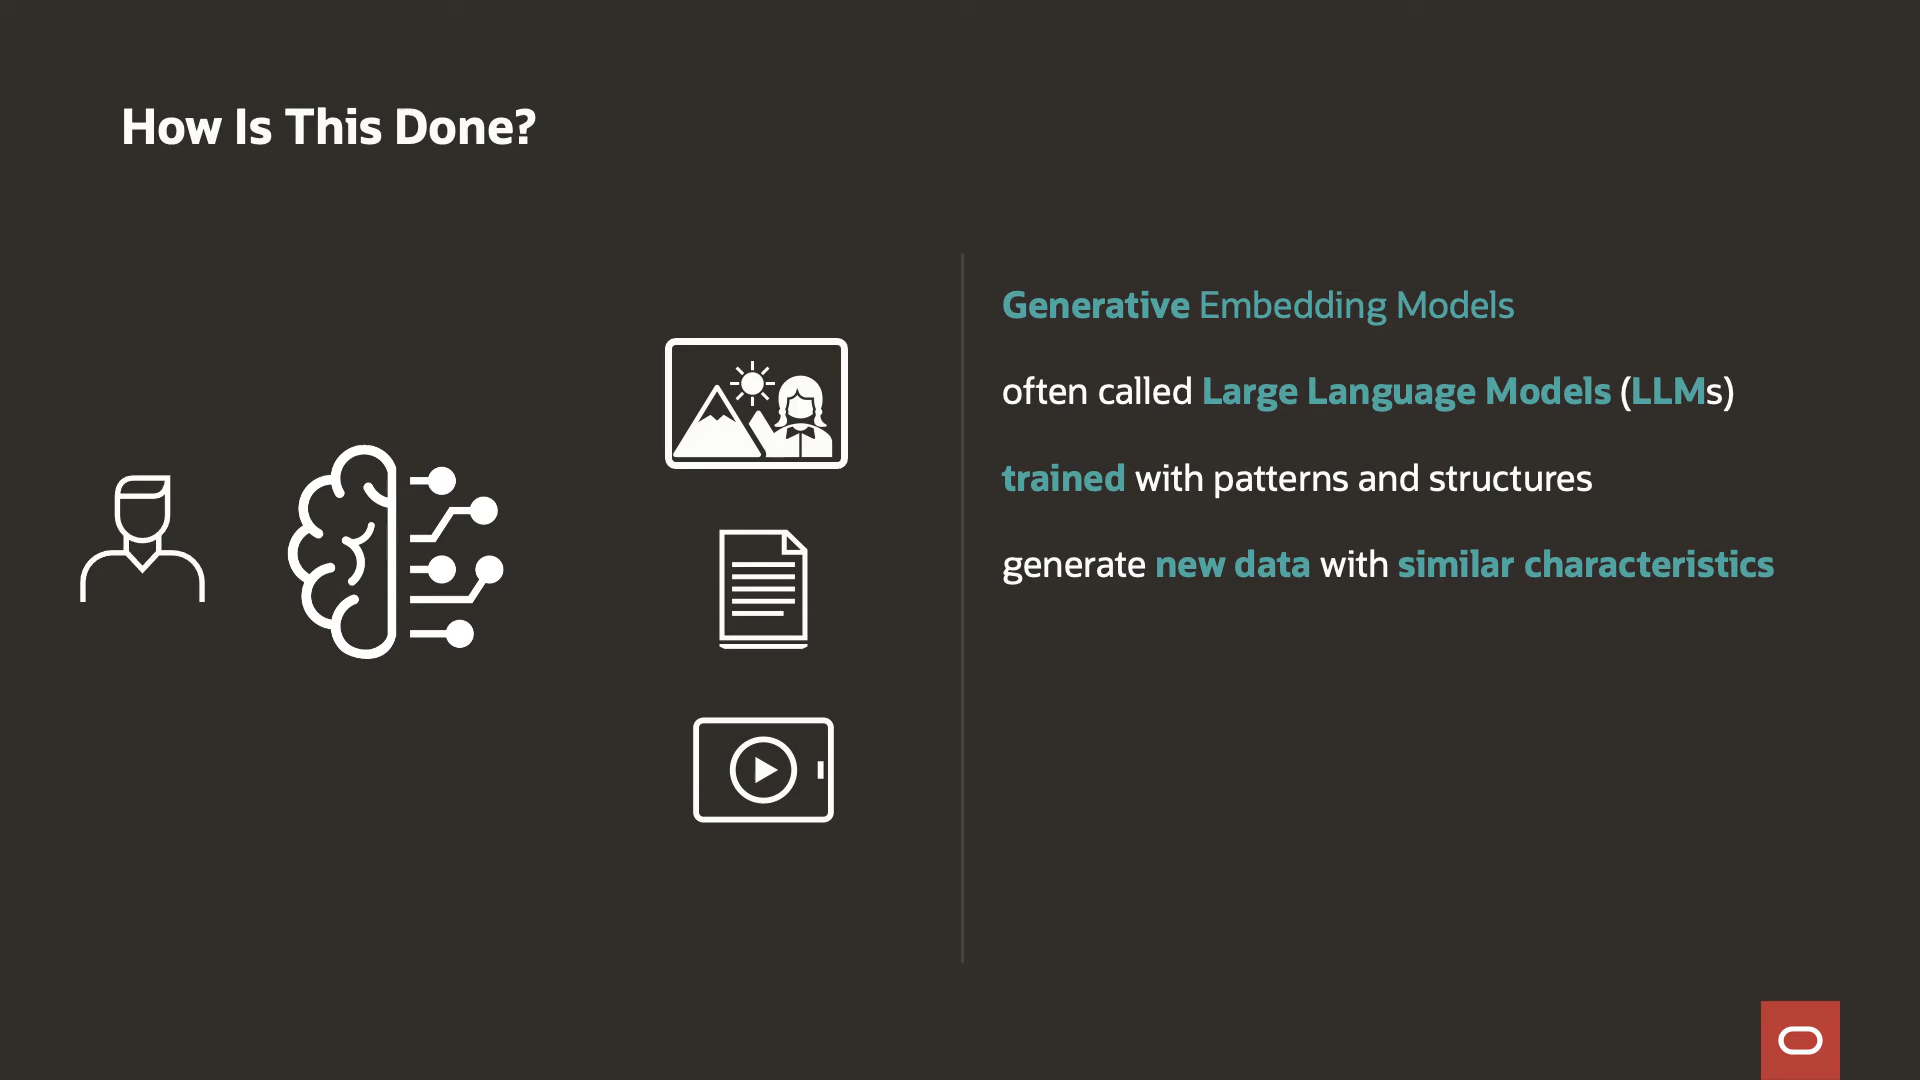 How Is This Done?
Generative Embedding Models
often called Large Language Models (LLMs)
trained with patterns and structures
generate new data with similar characteristics